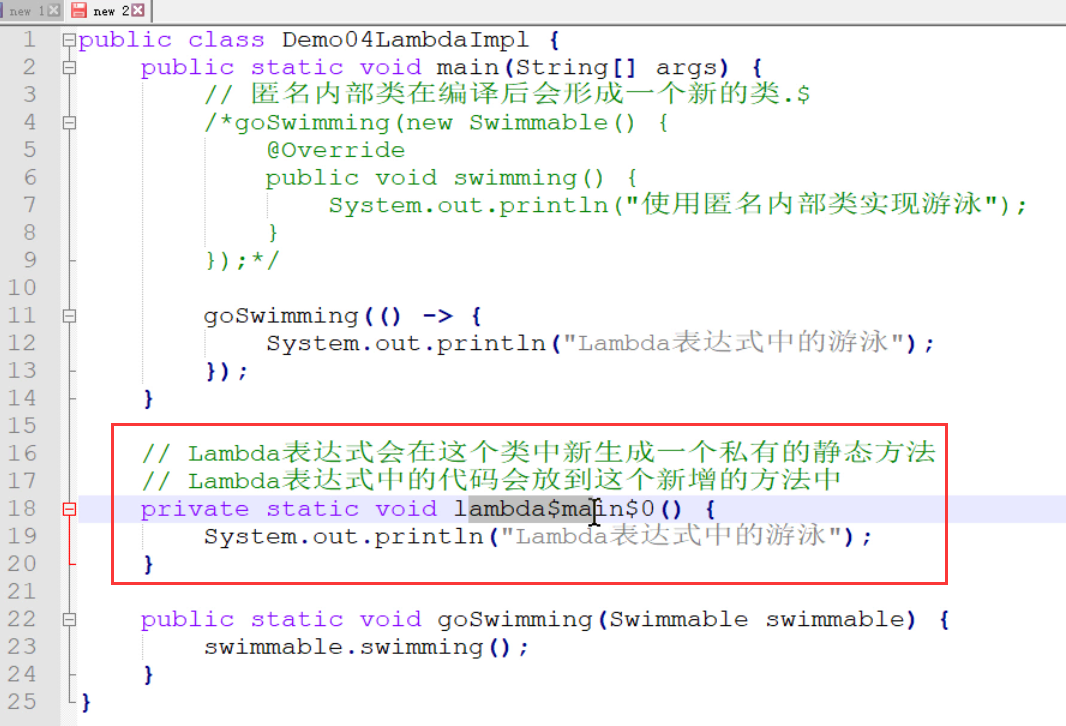 new 1 new 2
1 public class Demo04LambdaImpl {
2 public static void main(String[] args) {
3 // 匿名内部类在编译后会形成一个新的类.$
4 /*goSwimming(new Swimmable() {
5 @Override
6 public void swimming() {
7 System.out.println("使用匿名内部类实现游泳");
8 }
9 });*/
10
11 goSwimming(() -> {
12 System.out.println("Lambda表达式中的游泳");
13 });
14 }
15
16 // Lambda表达式会在这个类中新生成一个私有的静态方法
17 // Lambda表达式中的代码会放到这个新增的方法中
18 private static void lambda$main$0() {
19 System.out.println("Lambda表达式中的游泳");
20 }
21
22 public static void goSwimming(Swimmable swimmable) {
23 swimmable.swimming();
24 }
25 }